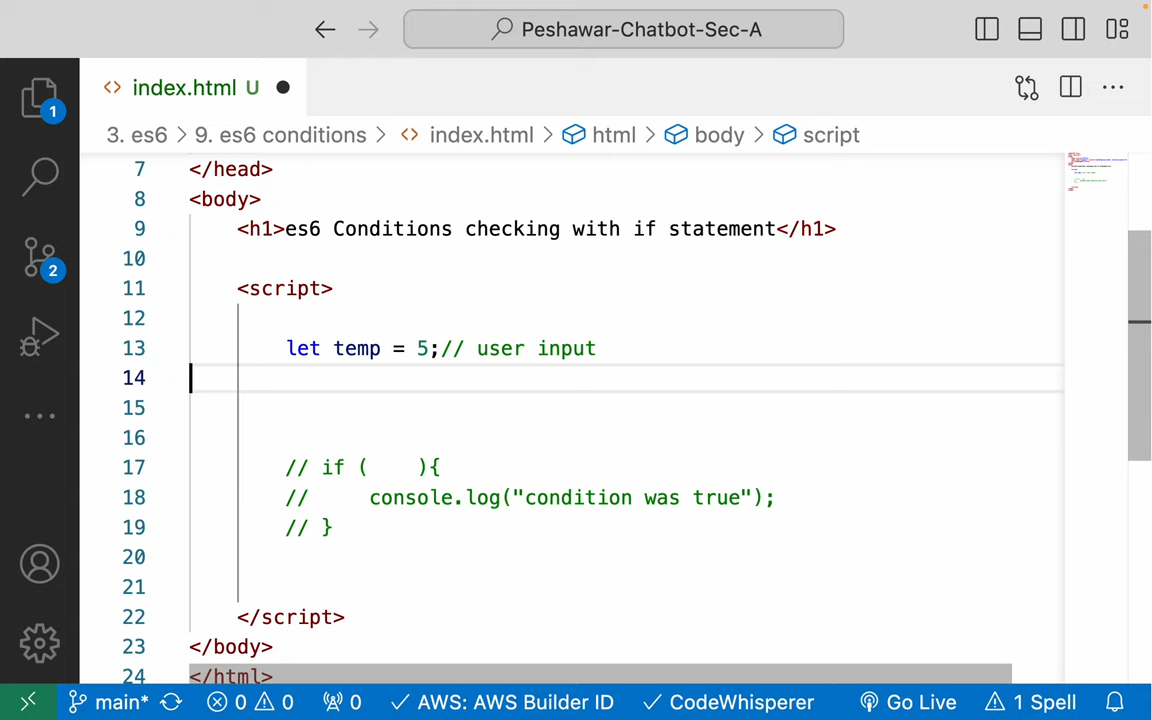 Peshawar-Chatbot-Sec-A
index.html U
1
3. es6 > 9. es6 conditions > index.html > html > body > script
7 </head>
8 <body>
9 <h1>es6 Conditions checking with if statement</h1>
10
11 <script>
12
2
13 let temp = 5;// user input
14
15
16
17 // if (    ){
18 //     console.log("condition was true");
19 // }
20
21
22 </script>
23 </body>
24 </html>
main* 0 0 0 AWS: AWS Builder ID CodeWhisperer Go Live 1 Spell